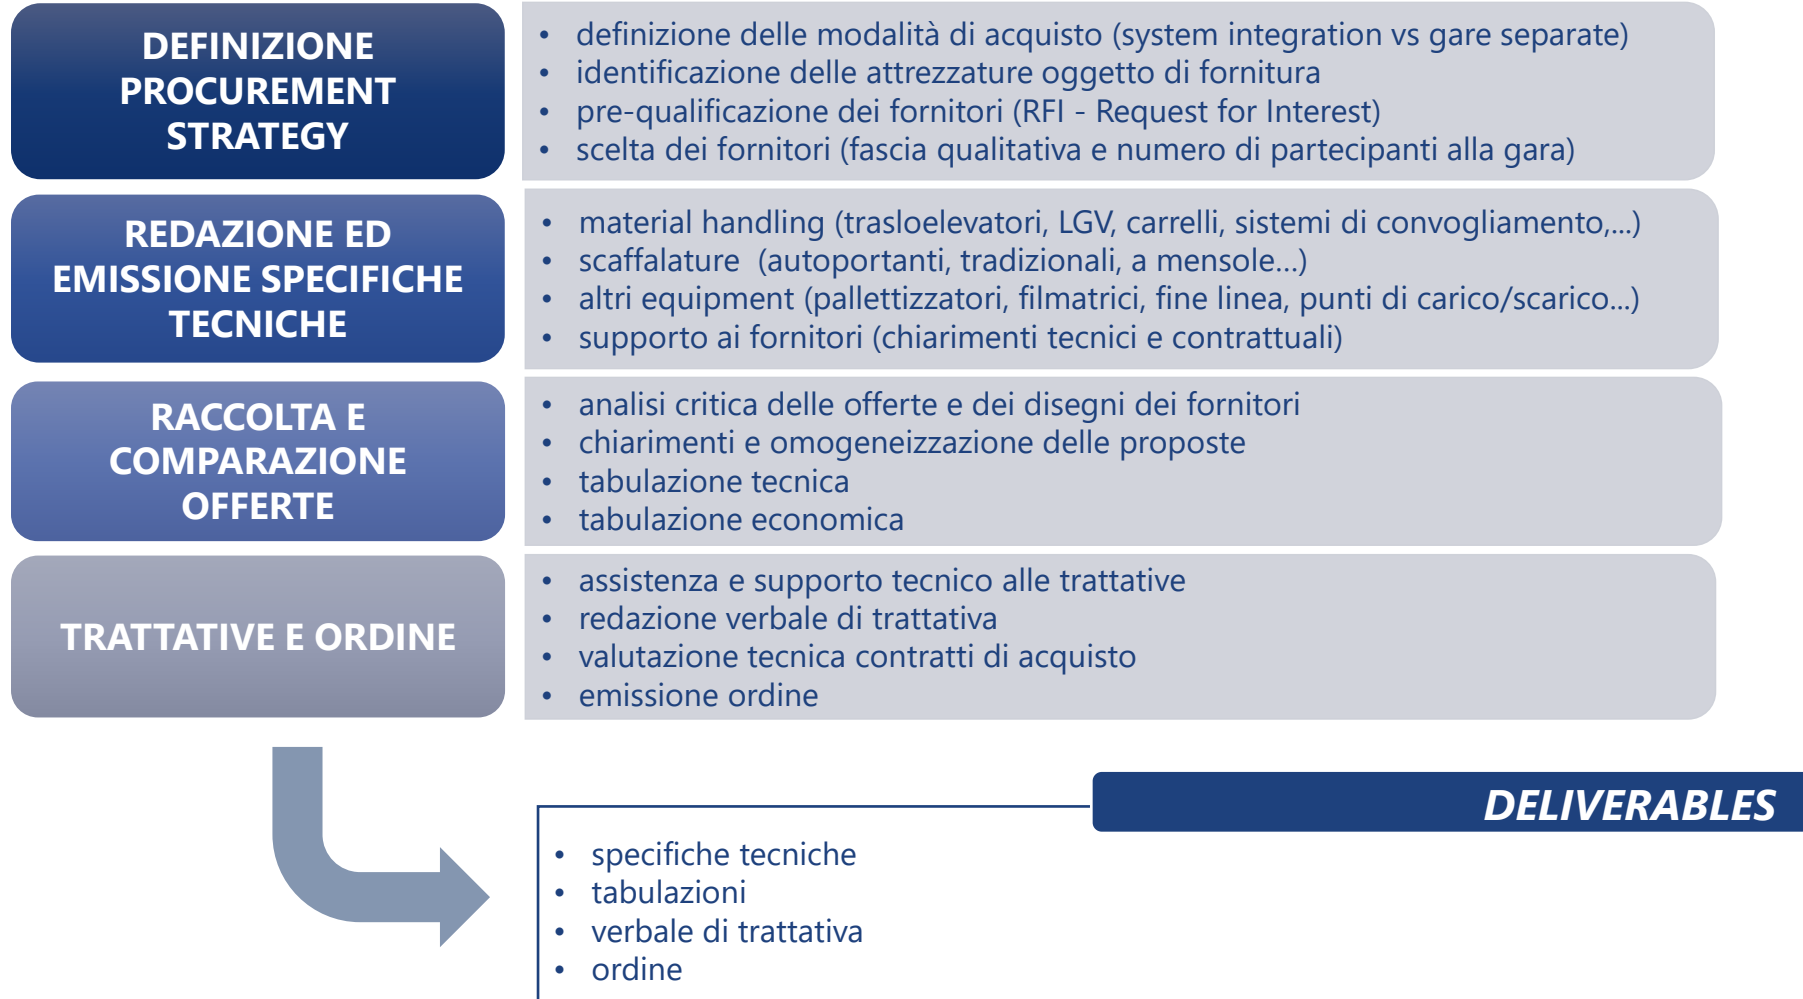 DEFINIZIONE
PROCUREMENT
STRATEGY
• definizione delle modalità di acquisto (system integration vs gare separate)
• identificazione delle attrezzature oggetto di fornitura
• pre-qualificazione dei fornitori (RFI - Request for Interest)
• scelta dei fornitori (fascia qualitativa e numero di partecipanti alla gara)
REDAZIONE ED
EMISSIONE SPECIFICHE
TECNICHE
• material handling (trasloelevatori, LGV, carrelli, sistemi di convogliamento,...)
• scaffalature  (autoportanti, tradizionali, a mensole...)
• altri equipment (pallettizzatori, filmatrici, fine linea, punti di carico/scarico...)
• supporto ai fornitori (chiarimenti tecnici e contrattuali)
RACCOLTA E
COMPARAZIONE
OFFERTE
• analisi critica delle offerte e dei disegni dei fornitori
• chiarimenti e omogeneizzazione delle proposte
• tabulazione tecnica
• tabulazione economica
TRATTATIVE E ORDINE
• assistenza e supporto tecnico alle trattative
• redazione verbale di trattativa
• valutazione tecnica contratti di acquisto
• emissione ordine
DELIVERABLES
• specifiche tecniche
• tabulazioni
• verbale di trattativa
• ordine